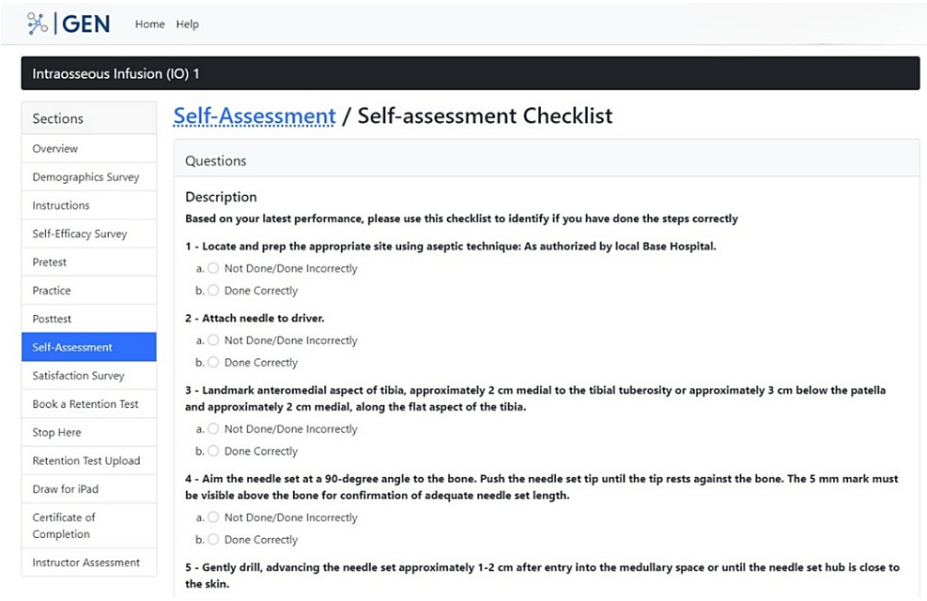 GEN
Home Help
Intraosseous Infusion (IO) 1
Sections
Overview
Demographics Survey
Instructions
Self-Efficacy Survey
Pretest
Practice
Posttest
Self-Assessment
Satisfaction Survey
Book a Retention Test
Stop Here
Retention Test Upload
Draw for iPad
Certificate of
Completion
Instructor Assessment
Self-Assessment / Self-assessment Checklist
Questions
Description
Based on your latest performance, please use this checklist to identify if you have done the steps correctly
1 - Locate and prep the appropriate site using aseptic technique: As authorized by local Base Hospital.
a. Not Done/Done Incorrectly
b. Done Correctly
2 - Attach needle to driver.
a. Not Done/Done Incorrectly
b. Done Correctly
3 - Landmark anteromedial aspect of tibia, approximately 2 cm medial to the tibial tuberosity or approximately 3 cm below the patella
and approximately 2 cm medial, along the flat aspect of the tibia.
a. Not Done/Done Incorrectly
b. Done Correctly
4 - Aim the needle set at a 90-degree angle to the bone. Push the needle set tip until the tip rests against the bone. The 5 mm mark must
be visible above the bone for confirmation of adequate needle set length.
a. Not Done/Done Incorrectly
b. Done Correctly
5 - Gently drill, advancing the needle set approximately 1-2 cm after entry into the medullary space or until the needle set hub is close to
the skin.